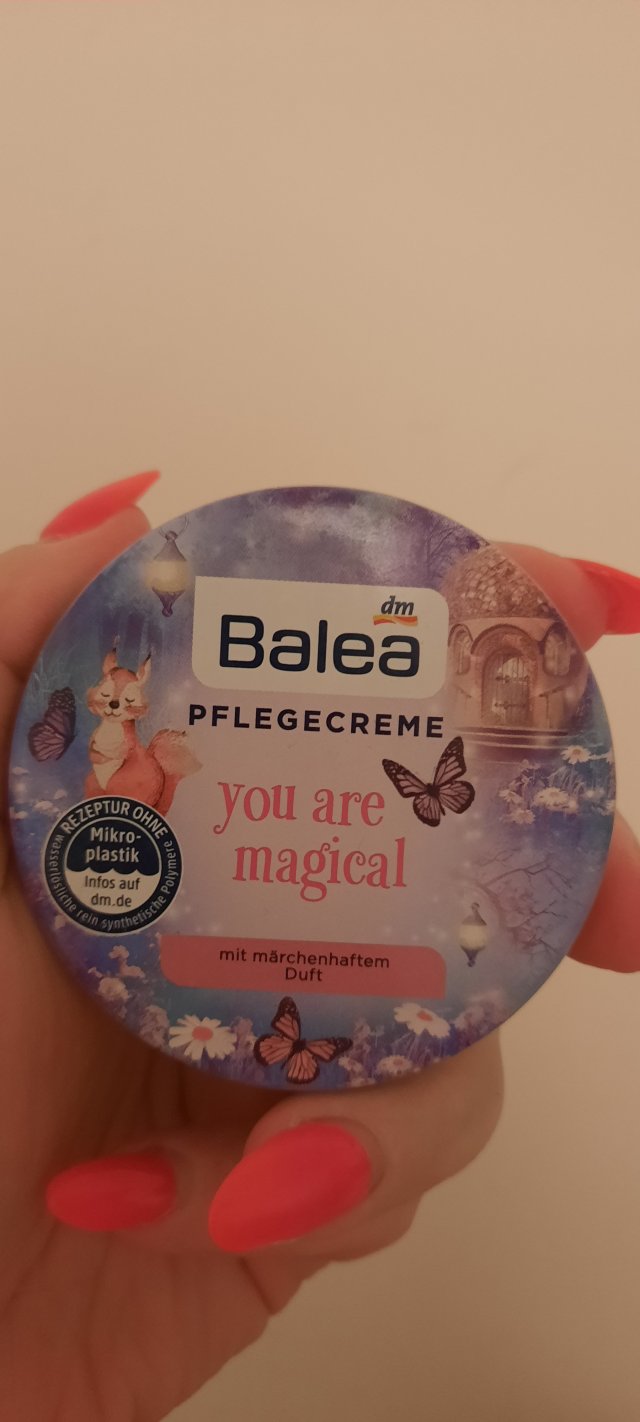 dm
Balea
PFLEGECREME
you are
magical
REZEPTUR OHNE
Mikro-
plastik
Infos auf
dm.de
wasserlösliche rein synthetische Polymere
mit märchenhaftem
Duft